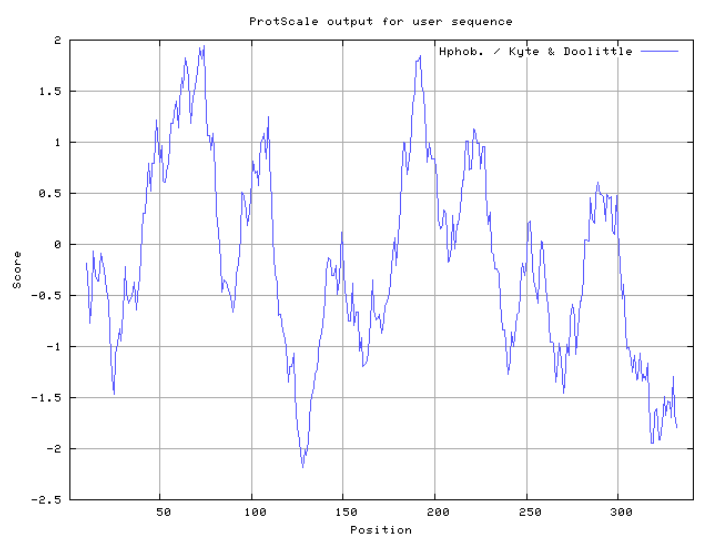 ProtScale output for user sequence
Hphob. / Kyte & Doolittle
2
1.5
1
0.5
0
-0.5
-1
-1.5
-2
-2.5
Score
50 100 150 200 250 300
Position